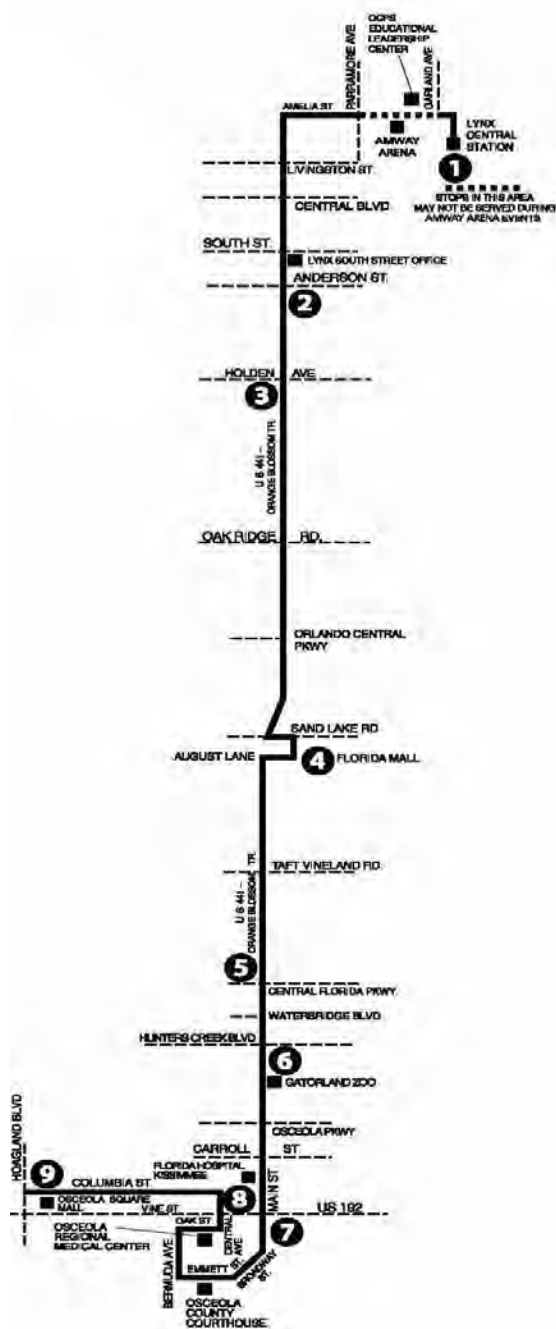 OCPS
EDUCATIONAL
LEADERSHIP
CENTER
PARRAMORE AVE
GARLAND AVE
AMELIA ST
AMWAY
ARENA
LYNX
CENTRAL
STATION
1
LIVINGSTON ST.
STOPS IN THIS AREA
MAY NOT BE SERVED DURING
AMWAY ARENA EVENTS
CENTRAL BLVD
SOUTH ST.
LYNX SOUTH STREET OFFICE
ANDERSON ST.
2
HOLDEN AVE
3
U S 441 –
ORANGE BLOSSOM TR.
OAK RIDGE RD.
ORLANDO CENTRAL
PKWY
SAND LAKE RD
AUGUST LANE
4 FLORIDA MALL
TAFT VINELAND RD.
U S 441 –
ORANGE BLOSSOM TR.
5
CENTRAL FLORIDA PKWY
WATERBRIDGE BLVD
HUNTERS CREEK BLVD
6
GATORLAND ZOO
OSCEOLA PKWY
CARROLL ST
HOAGLAND BLVD
FLORIDA HOSPITAL
KISSIMMEE
MAIN ST
9
COLUMBIA ST.
8
OSCEOLA SQUARE
MALL
VINE ST.
US 192
OAK ST
7
OSCEOLA
REGIONAL
MEDICAL CENTER
CENTRAL
AVE
BERMUDA AVE
EMMETT
ST.
BROADWAY
ST.
OSCEOLA
COUNTY
COURTHOUSE